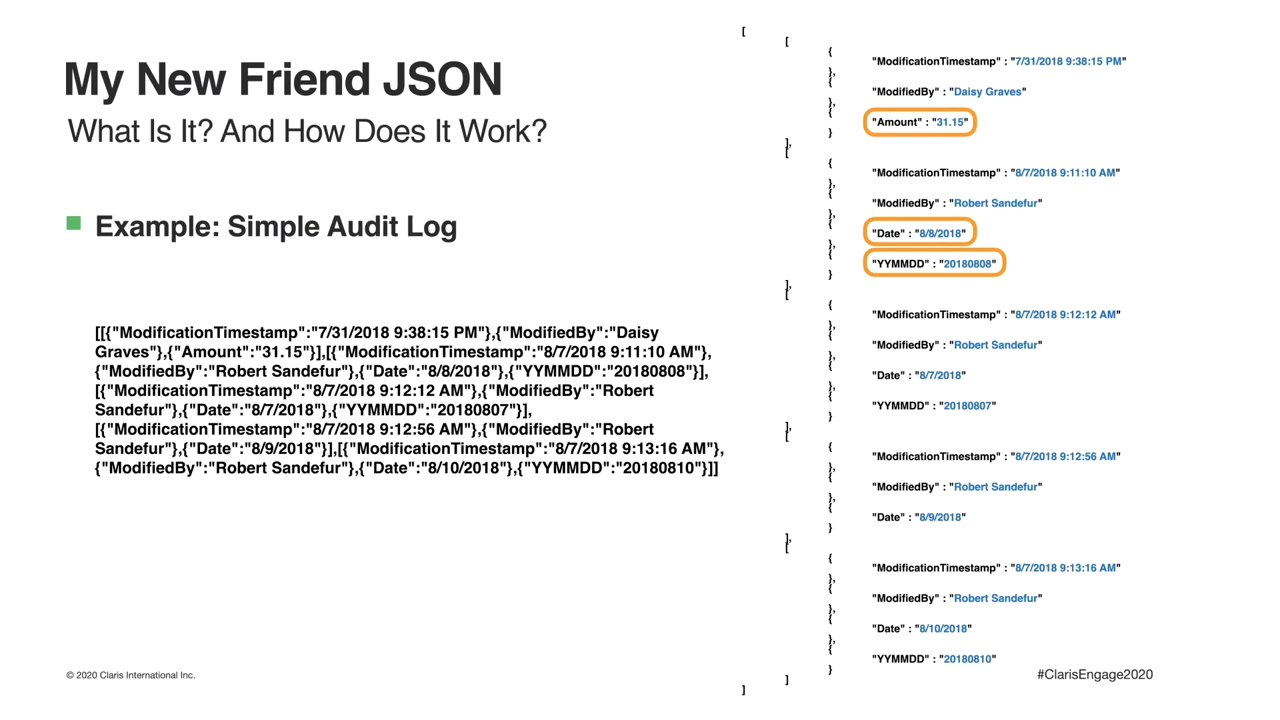 My New Friend JSON
What Is It? And How Does It Work?
Example: Simple Audit Log
[[{"ModificationTimestamp":"7/31/2018 9:38:15 PM"},{"ModifiedBy":"Daisy
Graves"},{"Amount":"31.15"}],[{"ModificationTimestamp":"8/7/2018 9:11:10 AM"},
{"ModifiedBy":"Robert Sandefur"},{"Date":"8/8/2018"},{"YYMMDD":"20180808"}],
[{"ModificationTimestamp":"8/7/2018 9:12:12 AM"},{"ModifiedBy":"Robert
Sandefur"},{"Date":"8/7/2018"},{"YYMMDD":"20180807"}],
[{"ModificationTimestamp":"8/7/2018 9:12:56 AM"},{"ModifiedBy":"Robert
Sandefur"},{"Date":"8/9/2018"}],[{"ModificationTimestamp":"8/7/2018 9:13:16 AM"},
{"ModifiedBy":"Robert Sandefur"},{"Date":"8/10/2018"},{"YYMMDD":"20180810"}]]
[
[
{
"ModificationTimestamp" : "7/31/2018 9:38:15 PM"
},
{
"ModifiedBy" : "Daisy Graves"
},
{
"Amount" : "31.15"
}
],
[
{
"ModificationTimestamp" : "8/7/2018 9:11:10 AM"
},
{
"ModifiedBy" : "Robert Sandefur"
},
{
"Date" : "8/8/2018"
},
{
"YYMMDD" : "20180808"
}
],
[
{
"ModificationTimestamp" : "8/7/2018 9:12:12 AM"
},
{
"ModifiedBy" : "Robert Sandefur"
},
{
"Date" : "8/7/2018"
},
{
"YYMMDD" : "20180807"
}
],
[
{
"ModificationTimestamp" : "8/7/2018 9:12:56 AM"
},
{
"ModifiedBy" : "Robert Sandefur"
},
{
"Date" : "8/9/2018"
}
],
[
{
"ModificationTimestamp" : "8/7/2018 9:13:16 AM"
},
{
"ModifiedBy" : "Robert Sandefur"
},
{
"Date" : "8/10/2018"
},
{
"YYMMDD" : "20180810"
}
]
]
© 2020 Claris International Inc.
#ClarisEngage2020